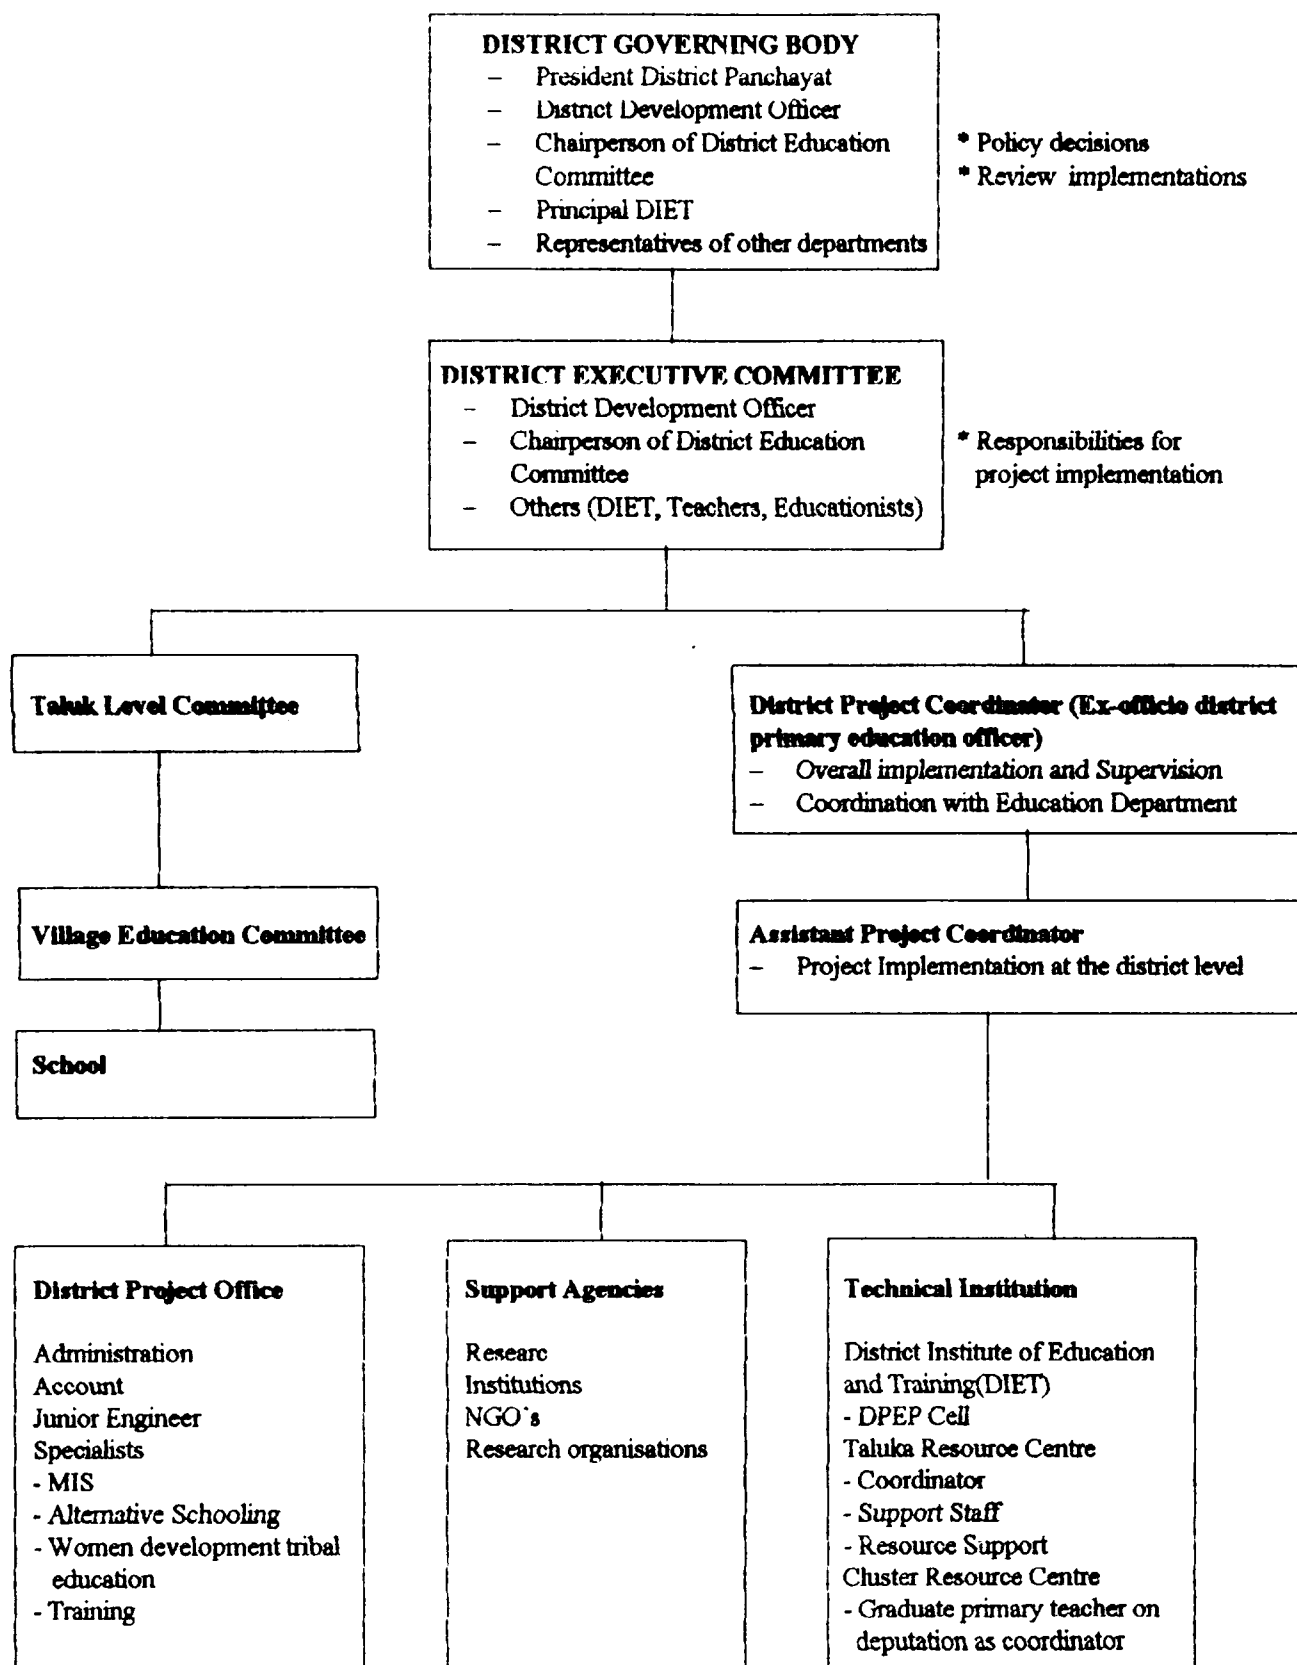 DISTRICT GOVERNING BODY
– President District Panchayat
– District Development Officer
– Chairperson of District Education
Committee
– Principal DIET
– Representatives of other departments
* Policy decisions
* Review implementations
DISTRICT EXECUTIVE COMMITTEE
– District Development Officer
– Chairperson of District Education
Committee
– Others (DIET, Teachers, Educationists)
* Responsibilities for
project implementation
Taluk Level Committee
Village Education Committee
School
District Project Coordinator (Ex-officio district
primary education officer)
– Overall implementation and Supervision
– Coordination with Education Department
Assistant Project Coordinator
– Project Implementation at the district level
District Project Office
Administration
Account
Junior Engineer
Specialists
- MIS
- Alternative Schooling
- Women development tribal
education
- Training
Support Agencies
Researc
Institutions
NGO`s
Research organisations
Technical Institution
District Institute of Education
and Training(DIET)
- DPEP Cell
Taluka Resource Centre
- Coordinator
- Support Staff
- Resource Support
Cluster Resource Centre
- Graduate primary teacher on
deputation as coordinator